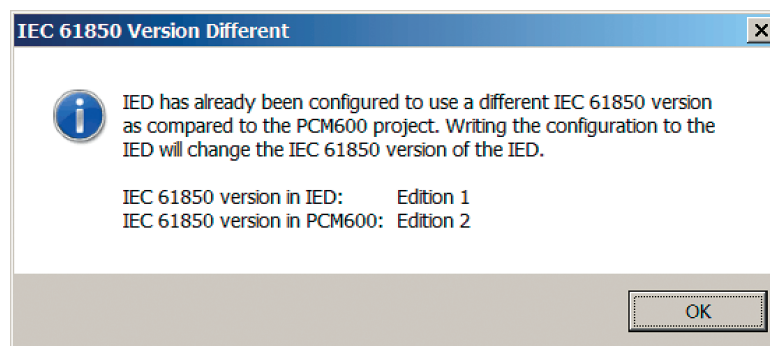 IEC 61850 Version Different
IED has already been configured to use a different IEC 61850 version
as compared to the PCM600 project. Writing the configuration to the
IED will change the IEC 61850 version of the IED.
IEC 61850 version in IED: Edition 1
IEC 61850 version in PCM600: Edition 2
OK